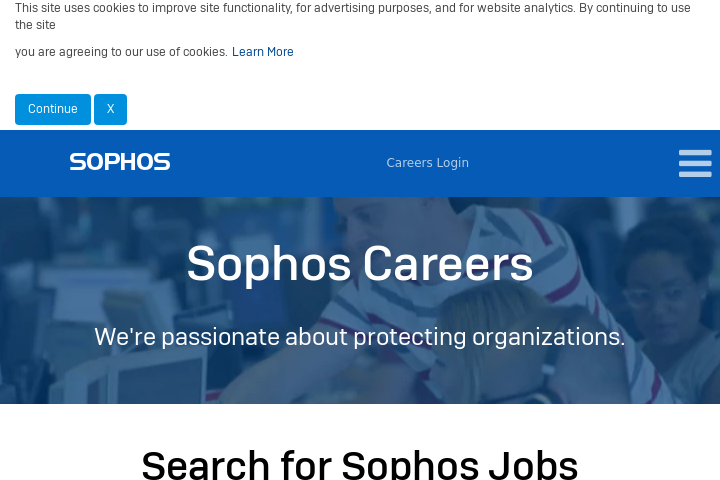 This site uses cookies to improve site functionality, for advertising purposes, and for website analytics. By continuing to use
the site
you are agreeing to our use of cookies. Learn More
Continue X
SOPHOS Careers Login
Sophos Careers
We're passionate about protecting organizations.
Search for Sophos Jobs